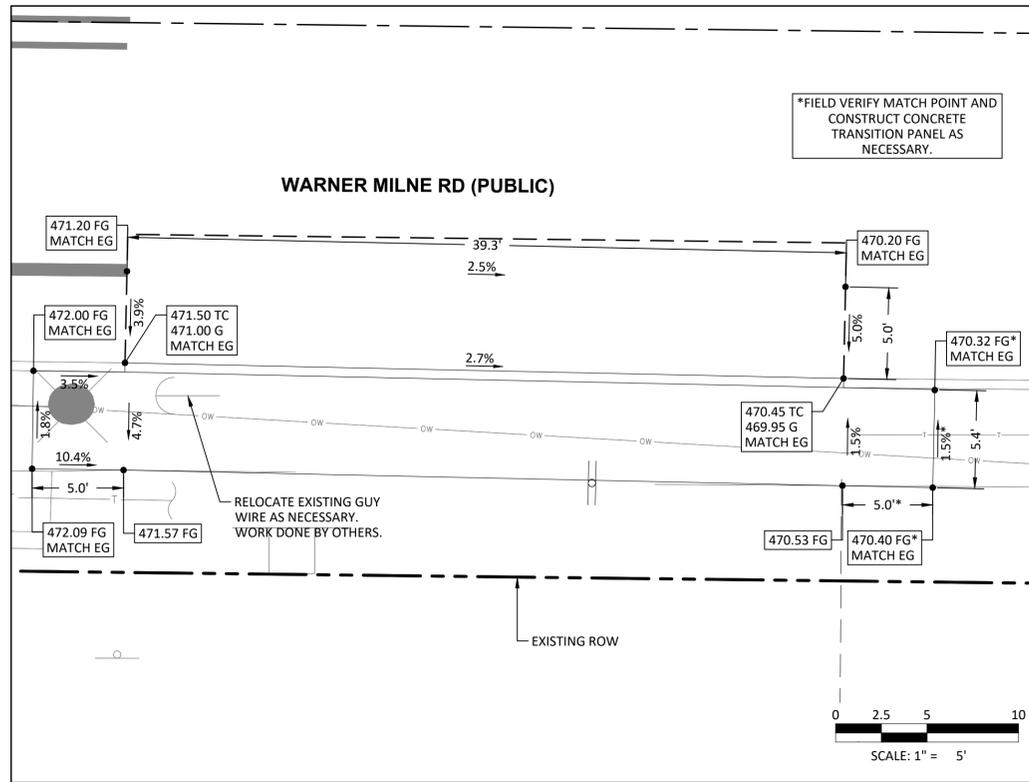 *FIELD VERIFY MATCH POINT AND
CONSTRUCT CONCRETE
TRANSITION PANEL AS
NECESSARY.
WARNER MILNE RD (PUBLIC)
471.20 FG
MATCH EG
39.3'
470.20 FG
MATCH EG
2.5%
3.9%
472.00 FG
MATCH EG
471.50 TC
471.00 G
MATCH EG
5.0%
5.0'
470.32 FG*
MATCH EG
2.7%
3.5%
OW
OW
OW
OW
OW
OW
OW
1.8%
4.7%
470.45 TC
469.95 G
MATCH EG
1.5%
T
T
1.5%*
5.4'
10.4%
5.0'
T
RELOCATE EXISTING GUY
WIRE AS NECESSARY.
WORK DONE BY OTHERS.
5.0'*
472.09 FG
MATCH EG
471.57 FG
470.53 FG
470.40 FG*
MATCH EG
EXISTING ROW
0 2.5 5 10
SCALE: 1" = 5'